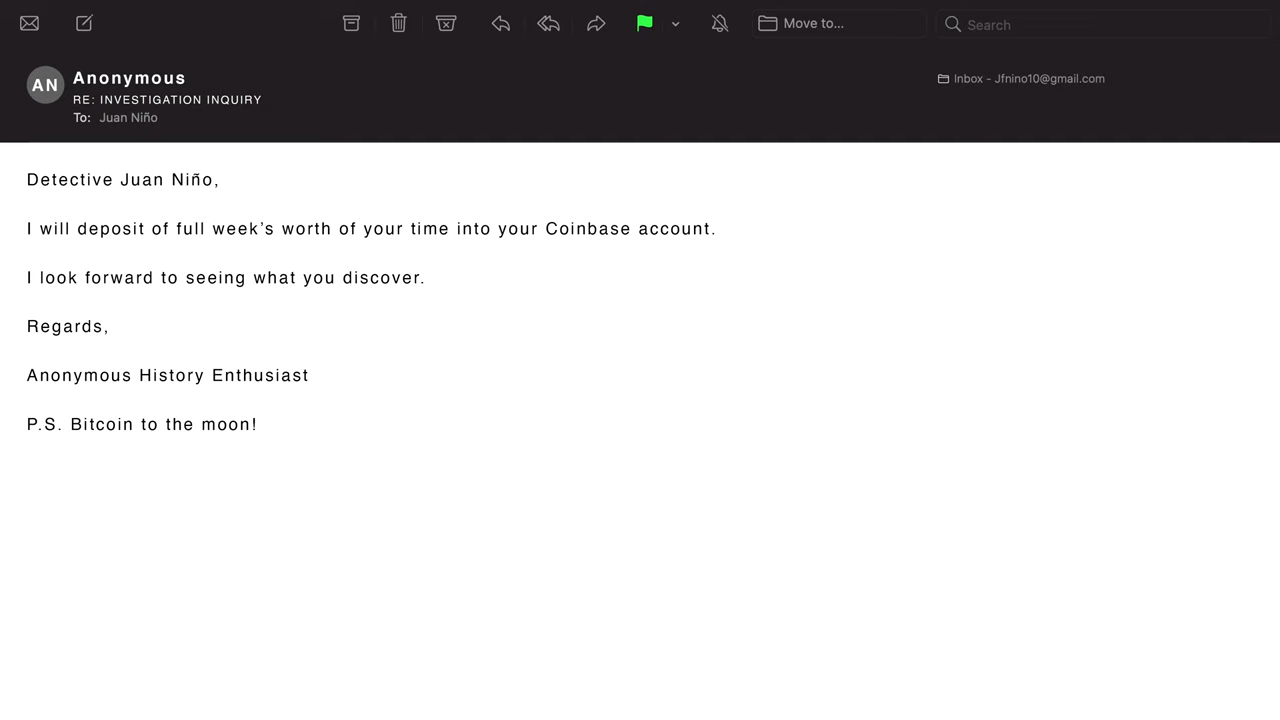 Move to...
Search
AN
Anonymous
Inbox - Jfnino10@gmail.com
RE: INVESTIGATION INQUIRY
To: Juan Niño
Detective Juan Niño,
I will deposit of full week’s worth of your time into your Coinbase account.
I look forward to seeing what you discover.
Regards,
Anonymous History Enthusiast
P.S. Bitcoin to the moon!